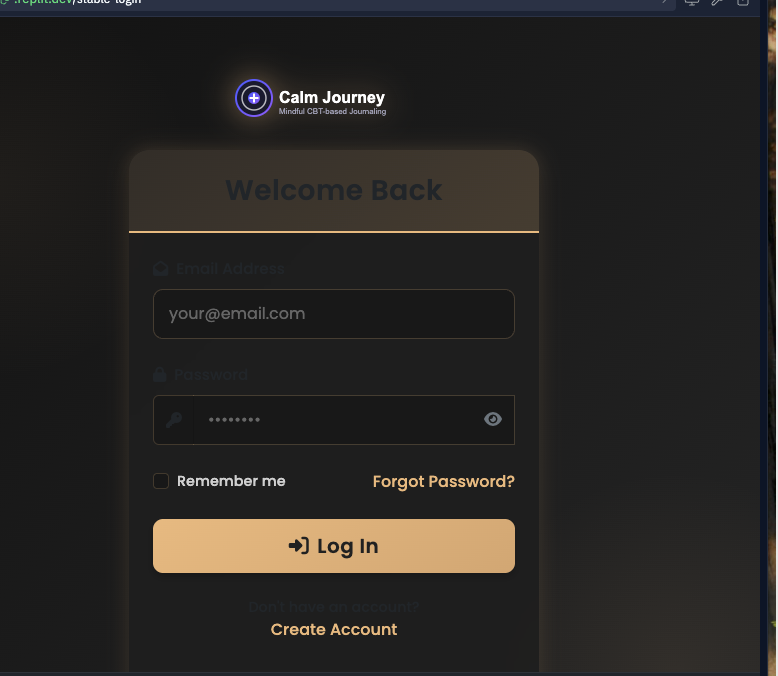 .replit.dev/stable-login
Calm Journey
Mindful CBT-based Journaling
Welcome Back
Email Address
your@email.com
Password
••••••••
Remember me
Forgot Password?
Log In
Don't have an account?
Create Account